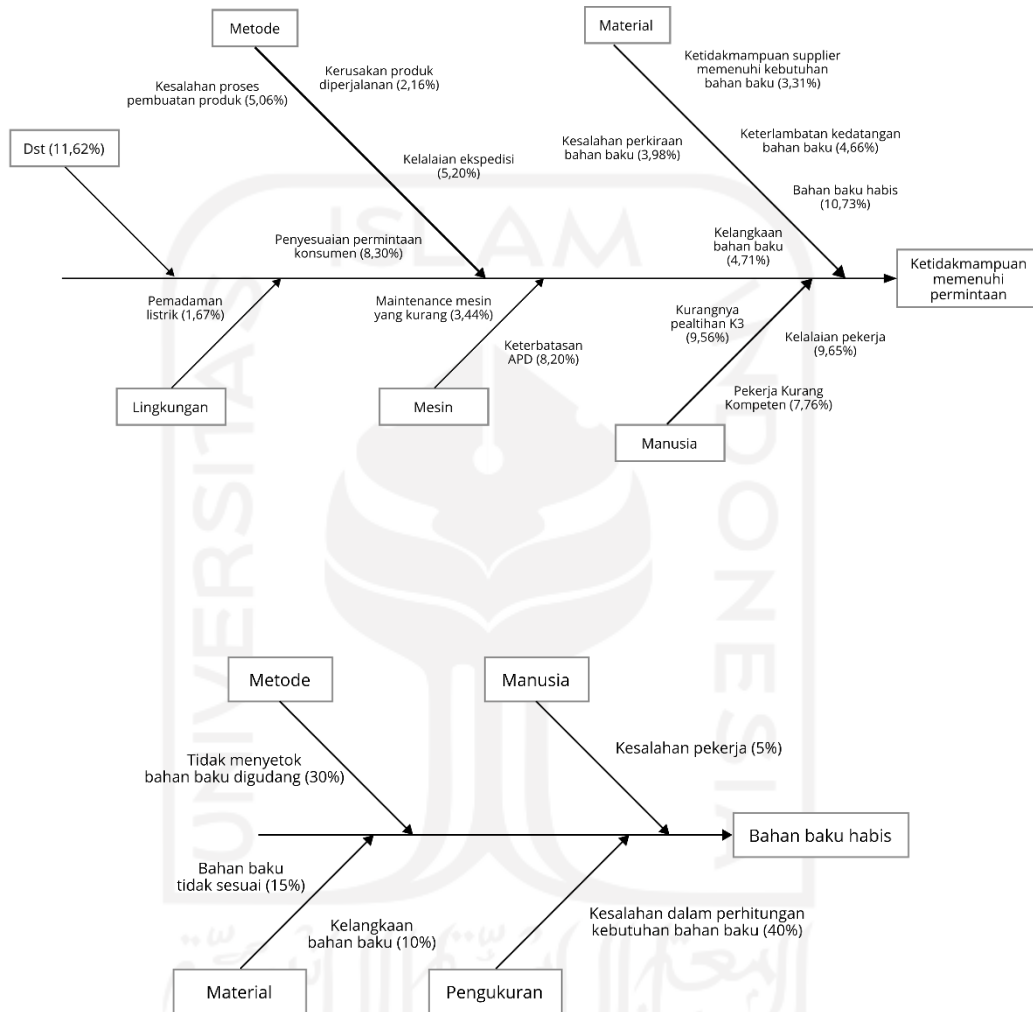 Metode
Material
Kesalahan proses
pembuatan produk (5,06%)
Kerusakan produk
diperjalanan (2,16%)
Kelalaian ekspedisi
(5,20%)
Penyesuaian permintaan
konsumen (8,30%)
Ketidakmampuan supplier
memenuhi kebutuhan
bahan baku (3,31%)
Kesalahan perkiraan
bahan baku (3,98%)
Keterlambatan kedatangan
bahan baku (4,66%)
Bahan baku habis
(10,73%)
Kelangkaan
bahan baku
(4,71%)
Dst (11,62%)
Ketidakmampuan
memenuhi
permintaan
Pemadaman
listrik (1,67%)
Lingkungan
Maintenance mesin
yang kurang (3,44%)
Keterbatasan
APD (8,20%)
Mesin
Kurangnya
pealtihan K3
(9,56%)
Kelalaian pekerja
(9,65%)
Pekerja Kurang
Kompeten (7,76%)
Manusia
ISLAM
UNIVERSITAS
INDONESIA
Metode
Manusia
Tidak menyetok
bahan baku digudang (30%)
Kesalahan pekerja (5%)
Bahan baku habis
Bahan baku
tidak sesuai (15%)
Kelangkaan
bahan baku (10%)
Kesalahan dalam perhitungan
kebutuhan bahan baku (40%)
Material
Pengukuran